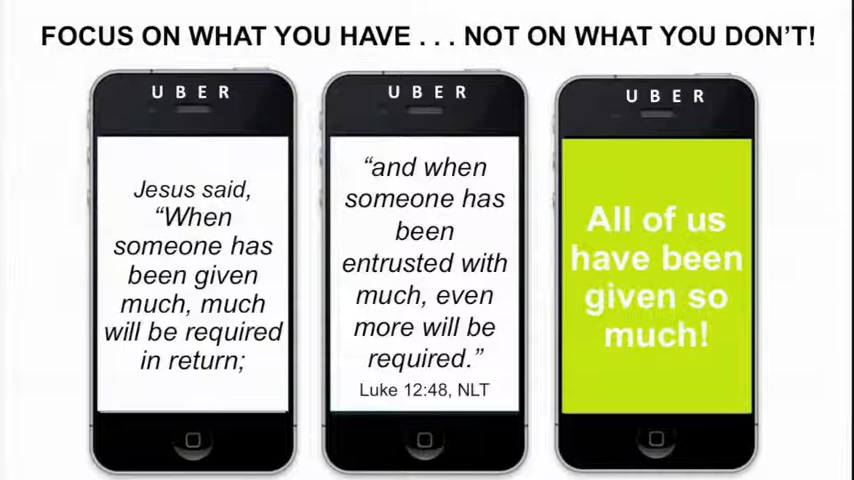 FOCUS ON WHAT YOU HAVE . . . NOT ON WHAT YOU DON'T!
UBER
Jesus said,
“When
someone has
been given
much, much
will be required
in return;
UBER
“and when
someone has
been
entrusted with
much, even
more will be
required.”
Luke 12:48, NLT
UBER
All of us
have been
given so
much!